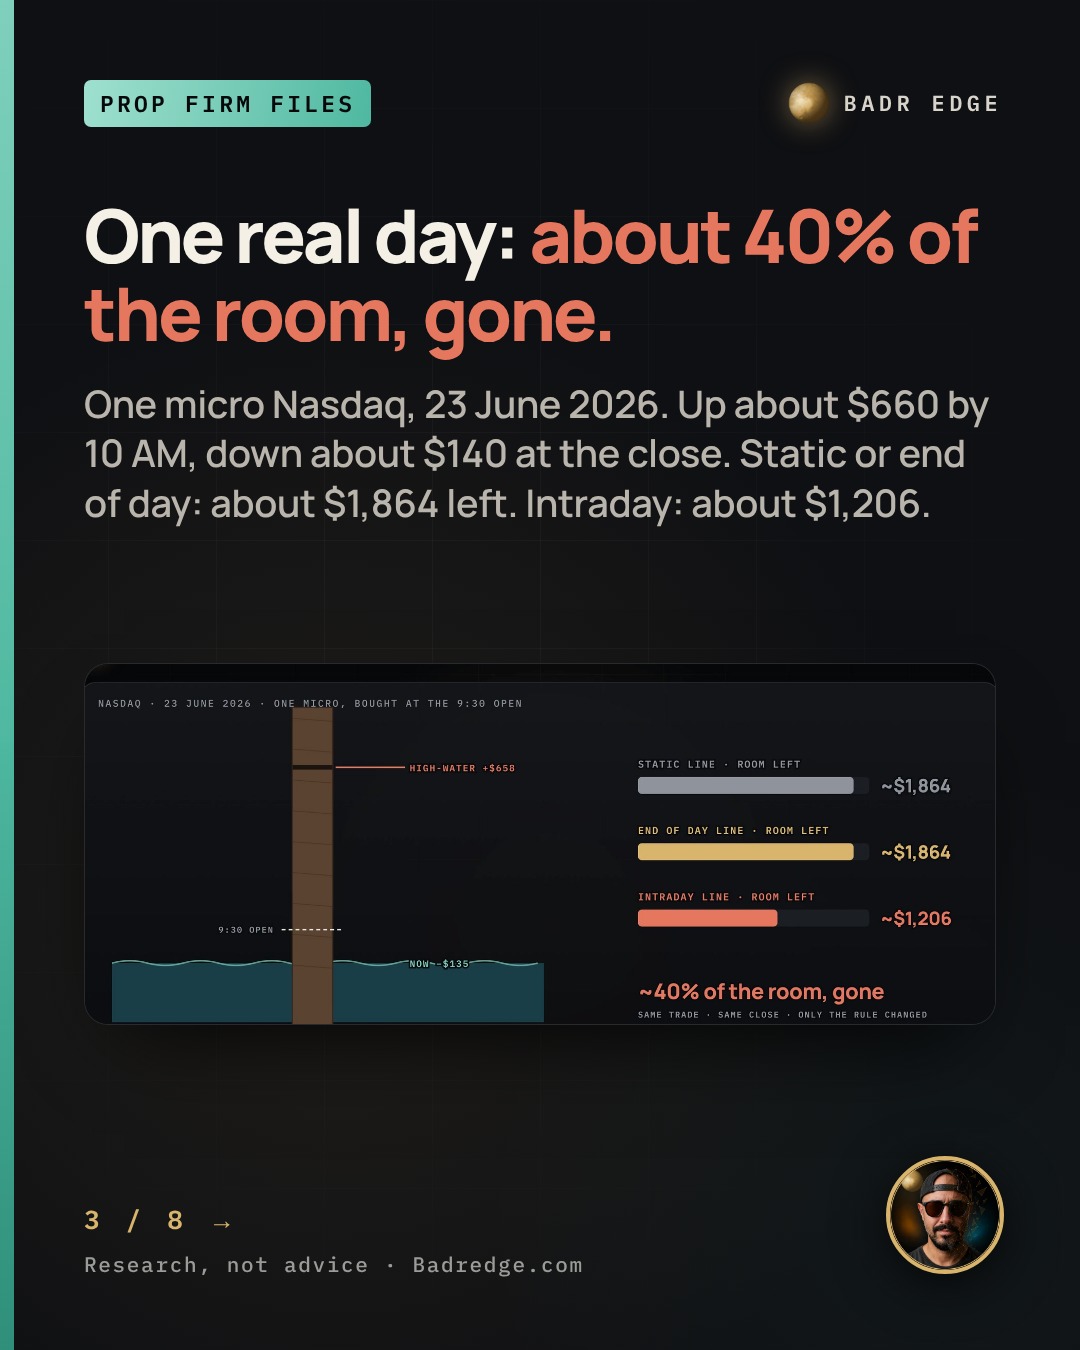 PROP FIRM FILES
BADR EDGE
One real day: about 40% of
the room, gone.
One micro Nasdaq, 23 June 2026. Up about $660 by
10 AM, down about $140 at the close. Static or end
of day: about $1,864 left. Intraday: about $1,206.
NASDAQ · 23 JUNE 2026 · ONE MICRO, BOUGHT AT THE 9:30 OPEN
HIGH-WATER +$658
9:30 OPEN
NOW -$135
STATIC LINE · ROOM LEFT
~$1,864
END OF DAY LINE · ROOM LEFT
~$1,864
INTRADAY LINE · ROOM LEFT
~$1,206
~40% of the room, gone
SAME TRADE · SAME CLOSE · ONLY THE RULE CHANGED
3 / 8 →
Research, not advice · Badredge.com